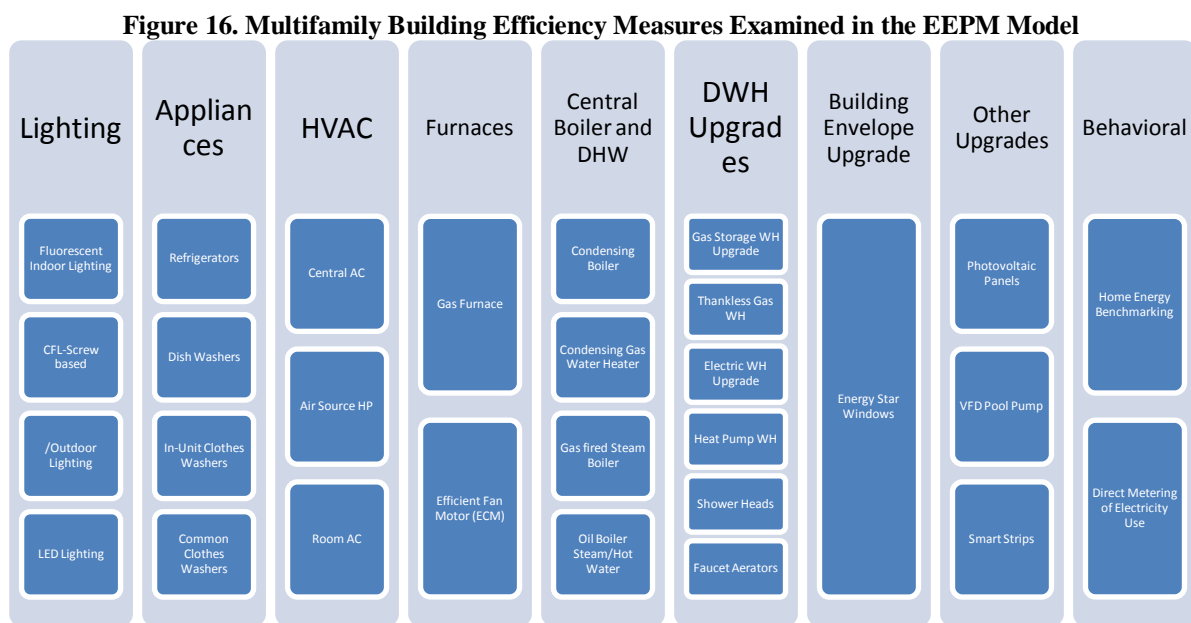 Figure 16. Multifamily Building Efficiency Measures Examined in the EEPM Model
Lighting
Fluorescent
Indoor Lighting
CFL-Screw
based
/Outdoor
Lighting
LED Lighting
Applian
ces
Refrigerators
Dish Washers
In-Unit Clothes
Washers
Common
Clothes
Washers
HVAC
Central AC
Air Source HP
Room AC
Furnaces
Gas Furnace
Efficient Fan
Motor (ECM)
Central
Boiler and
DHW
Condensing
Boiler
Condensing Gas
Water Heater
Gas fired Steam
Boiler
Oil Boiler
Steam/Hot
Water
DWH
Upgrad
es
Gas Storage WH
Upgrade
Thankless Gas
WH
Electric WH
Upgrade
Heat Pump WH
Shower Heads
Faucet Aerators
Building
Envelope
Upgrade
Energy Star
Windows
Other
Upgrades
Photovoltaic
Panels
VFD Pool Pump
Smart Strips
Behavioral
Home Energy
Benchmarking
Direct Metering
of Electricity
Use